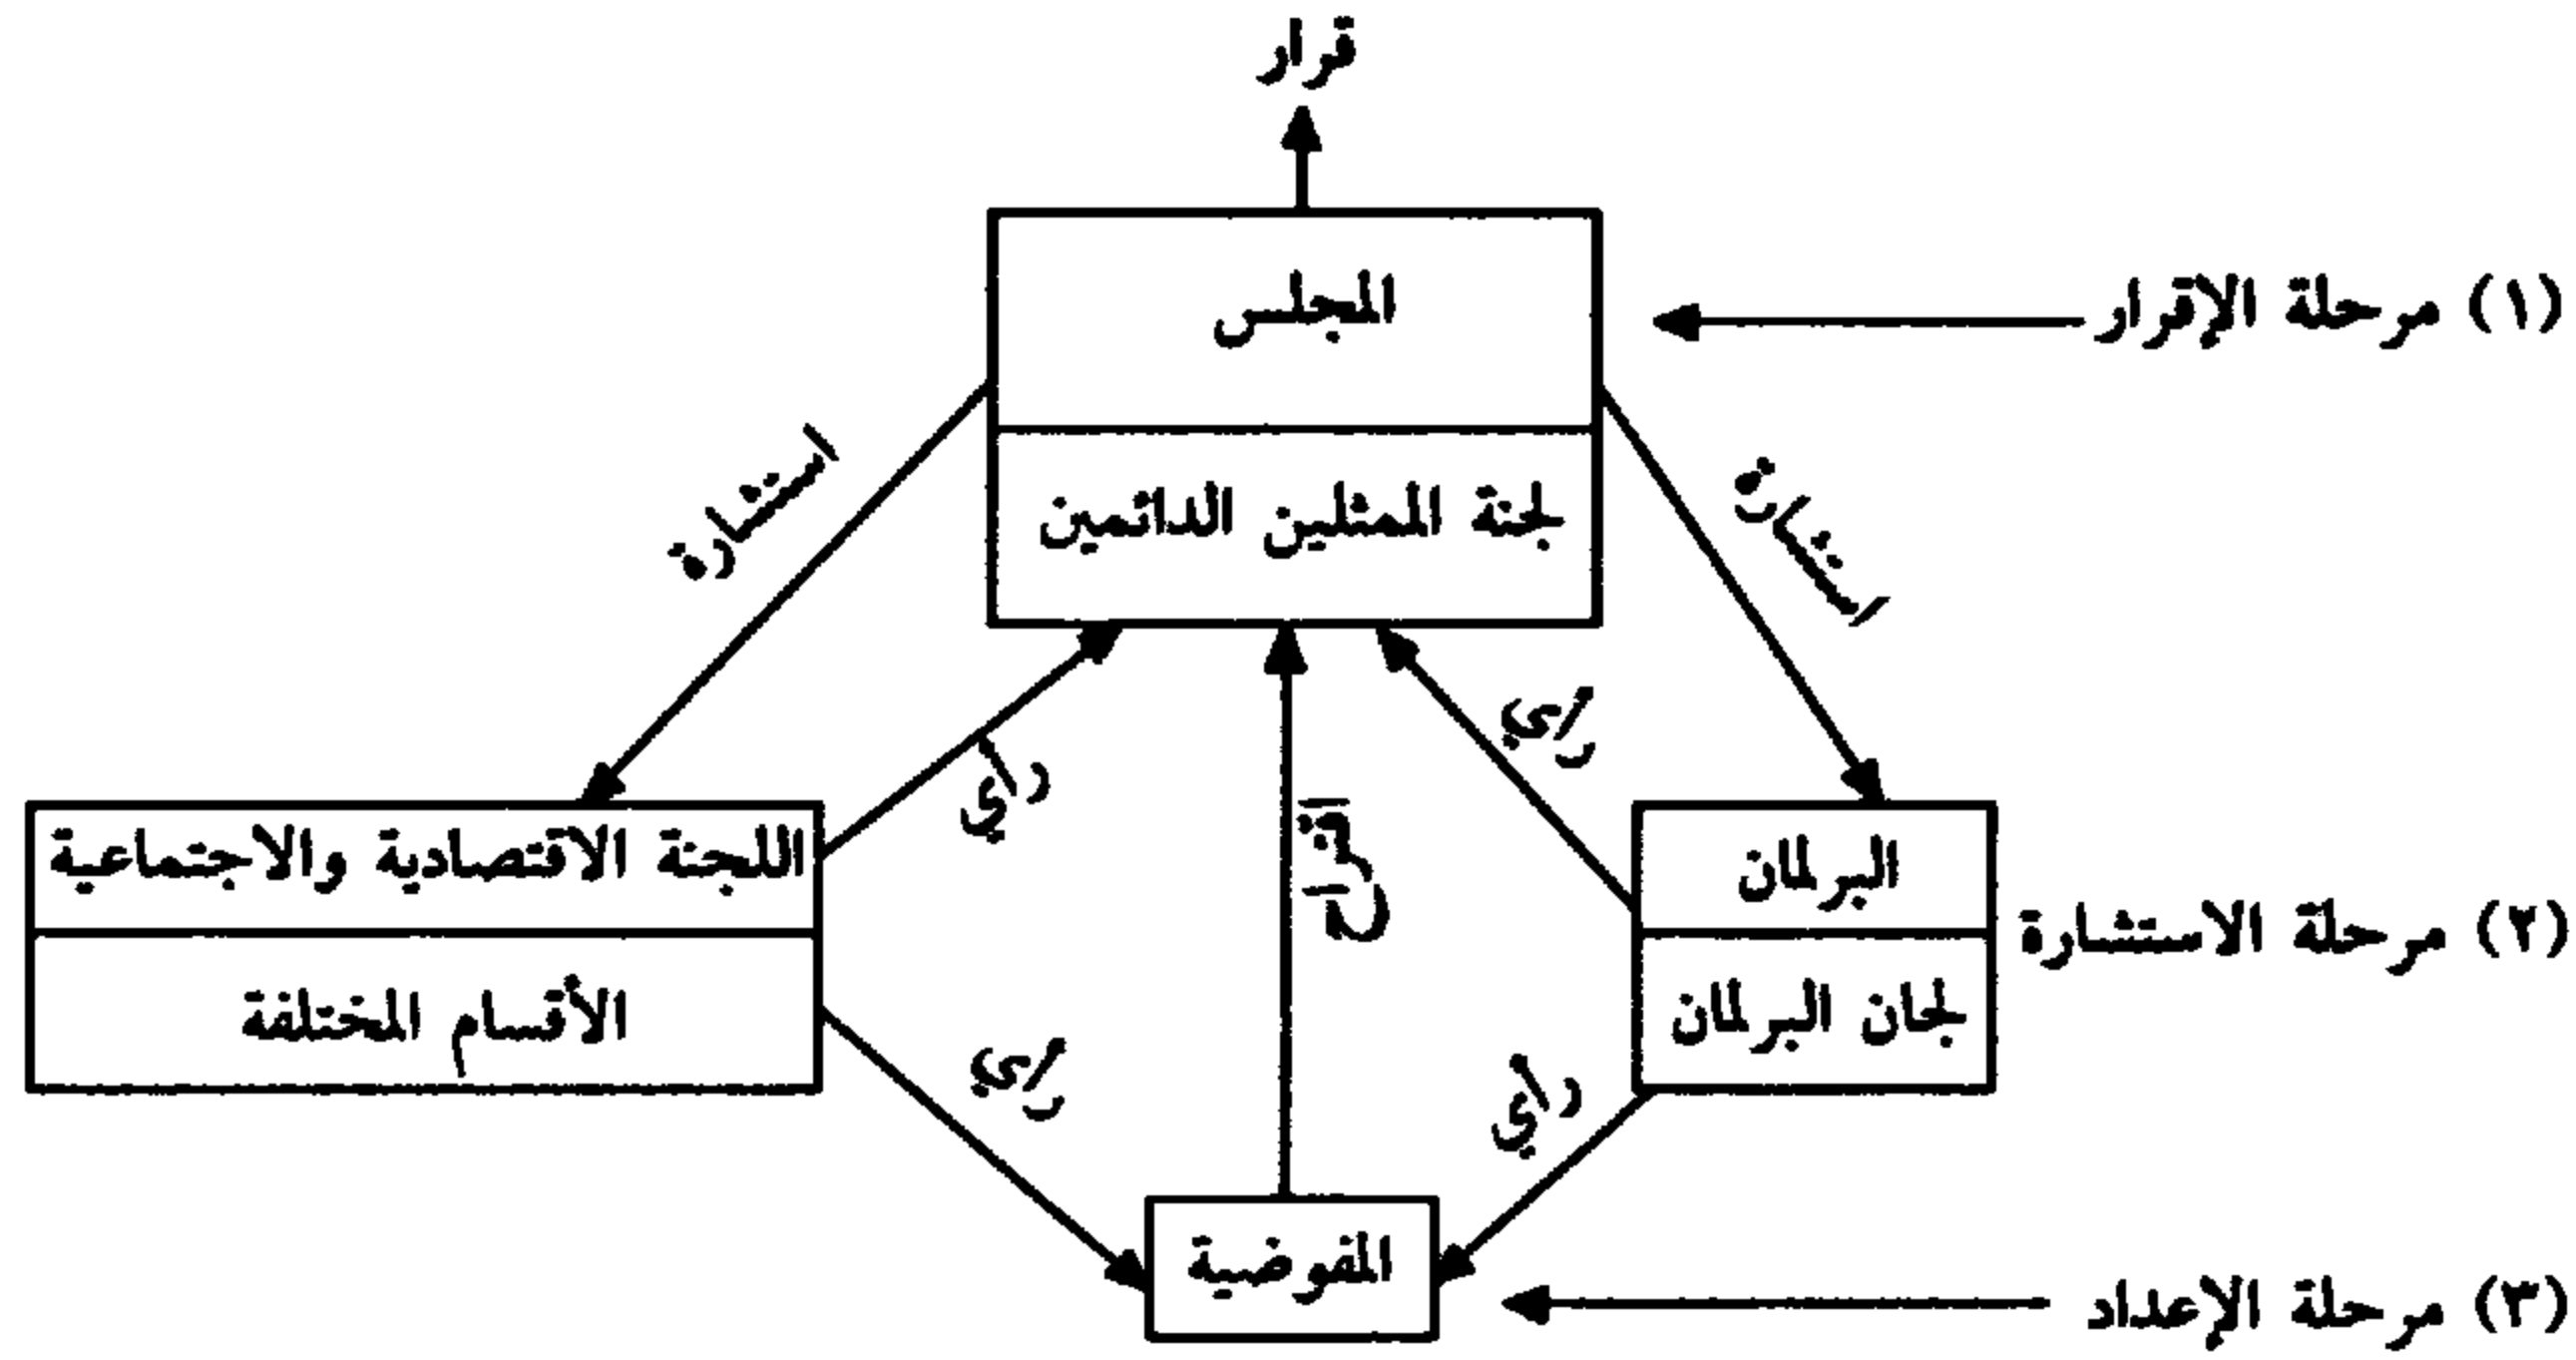 قرار
(١) مرحلة الإقرار
المجلس
لجنة الممثلين الدائمين
استشارة
استشارة
رأي
رأي
البرلمان
لجان البرلمان
(٢) مرحلة الاستشارة
اللجنة الاقتصادية والاجتماعية
الأقسام المختلفة
رأي
رأي
المفوضية
(٣) مرحلة الإعداد